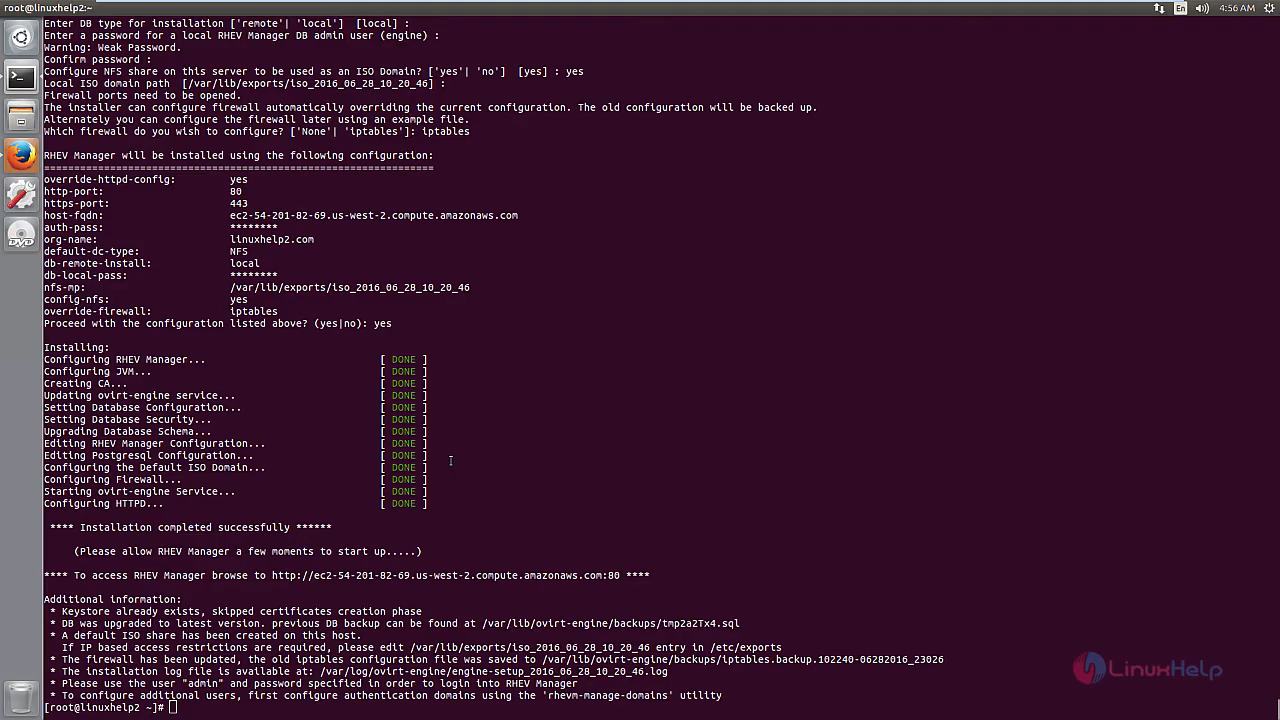 root@linuxhelp2:~
En
4:56 AM
Enter DB type for installation ['remote'| 'local']  [local] :
Enter a password for a local RHEV Manager DB admin user (engine) :
Warning: Weak Password.
Confirm password :
Configure NFS share on this server to be used as an ISO Domain? ['yes'| 'no']  [yes] : yes
Local ISO domain path  [/var/lib/exports/iso_2016_06_28_10_20_46] :
Firewall ports need to be opened.
The installer can configure firewall automatically overriding the current configuration. The old configuration will be backed up.
Alternately you can configure the firewall later using an example file.
Which firewall do you wish to configure? ['None'| 'iptables']: iptables
RHEV Manager will be installed using the following configuration:
=================================================================
override-httpd-config:         yes
http-port:                     80
https-port:                    443
host-fqdn:                     ec2-54-201-82-69.us-west-2.compute.amazonaws.com
auth-pass:                     ********
org-name:                      linuxhelp2.com
default-dc-type:               NFS
db-remote-install:             local
db-local-pass:                 ********
nfs-mp:                        /var/lib/exports/iso_2016_06_28_10_20_46
config-nfs:                    yes
override-firewall:             iptables
Proceed with the configuration listed above? (yes|no): yes
Installing:
Configuring RHEV Manager...                             [ DONE ]
Configuring JVM...                                      [ DONE ]
Creating CA...                                          [ DONE ]
Updating ovirt-engine service...                        [ DONE ]
Setting Database Configuration...                       [ DONE ]
Setting Database Security...                            [ DONE ]
Upgrading Database Schema...                            [ DONE ]
Editing RHEV Manager Configuration...                   [ DONE ]
Editing Postgresql Configuration...                     [ DONE ]
Configuring the Default ISO Domain...                   [ DONE ]
Configuring Firewall...                                 [ DONE ]
Starting ovirt-engine Service...                        [ DONE ]
Configuring HTTPD...                                    [ DONE ]
**** Installation completed successfully ******
(Please allow RHEV Manager a few moments to start up.....)
**** To access RHEV Manager browse to http://ec2-54-201-82-69.us-west-2.compute.amazonaws.com:80 ****
Additional information:
* Keystore already exists, skipped certificates creation phase
* DB was upgraded to latest version. previous DB backup can be found at /var/lib/ovirt-engine/backups/tmp2a2Tx4.sql
* A default ISO share has been created on this host.
If IP based access restrictions are required, please edit /var/lib/exports/iso_2016_06_28_10_20_46 entry in /etc/exports
* The firewall has been updated, the old iptables configuration file was saved to /var/lib/ovirt-engine/backups/iptables.backup.102240-06282016_23026
* The installation log file is available at: /var/log/ovirt-engine/engine-setup_2016_06_28_10_20_46.log
* Please use the user "admin" and password specified in order to login into RHEV Manager
* To configure additional users, first configure authentication domains using the 'rhevm-manage-domains' utility
[root@linuxhelp2 ~]#
DVD
LinuxHelp